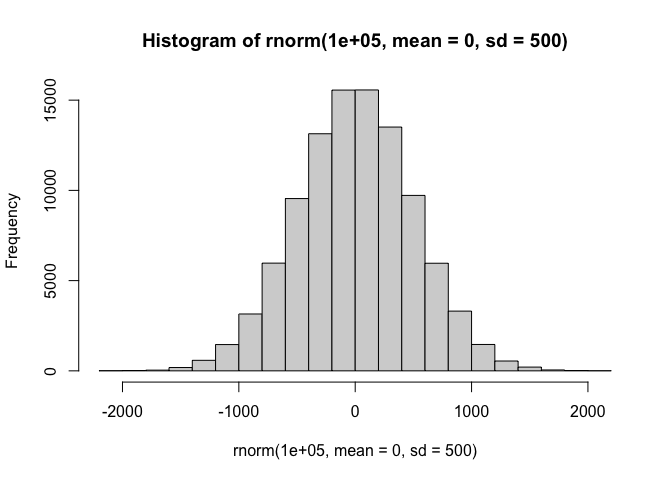 Histogram of rnorm(1e+05, mean = 0, sd = 500)
Frequency
15000
10000
5000
0
-2000 -1000 0 1000 2000
rnorm(1e+05, mean = 0, sd = 500)